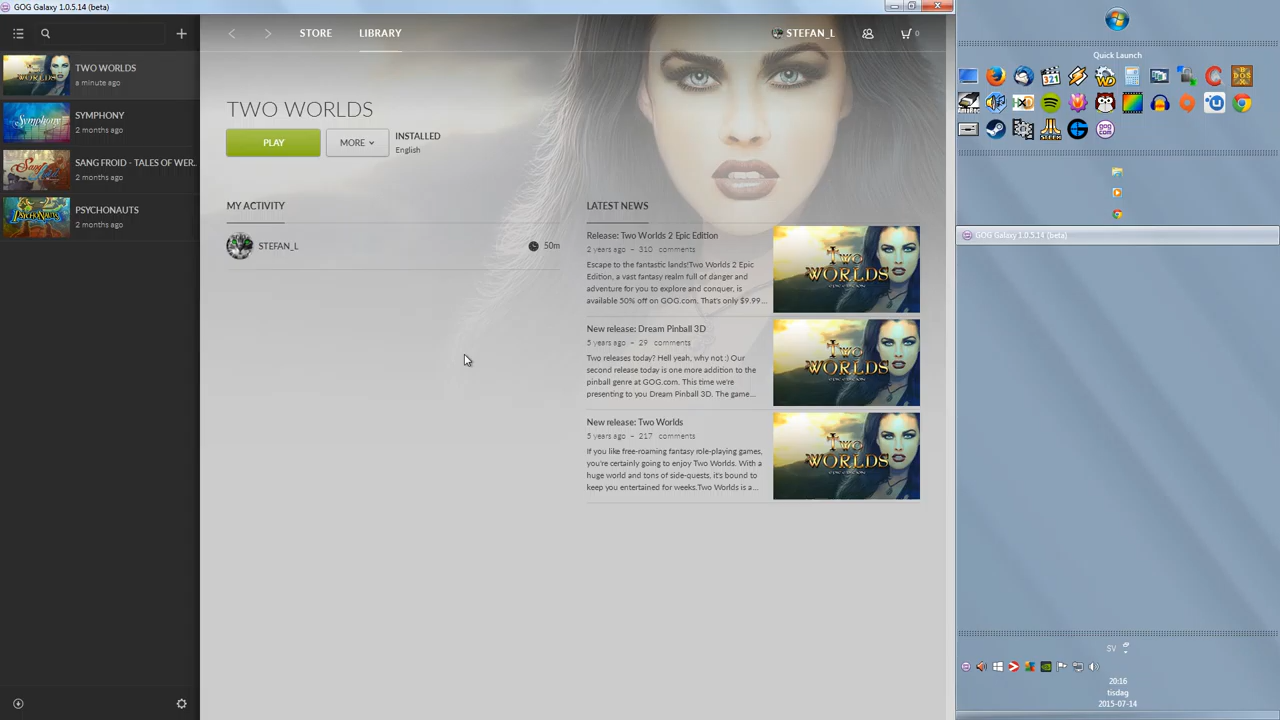 GOG Galaxy 1.0.5.14 (beta)
STORE
LIBRARY
STEFAN_L
0
TWO WORLDS
a minute ago
SYMPHONY
2 months ago
SANG FROID - TALES OF WER...
2 months ago
PSYCHONAUTS
2 months ago
TWO WORLDS
PLAY
MORE
INSTALLED
English
MY ACTIVITY
STEFAN_L
50m
LATEST NEWS
Release: Two Worlds 2 Epic Edition
2 years ago - 310 comments
Escape to the fantastic lands!Two Worlds 2 Epic
Edition, a vast fantasy realm full of danger and
adventure for you to explore and conquer, is
available 50% off on GOG.com. That's only $9.99...
TWO
WORLDS
New release: Dream Pinball 3D
5 years ago - 29 comments
Two releases today? Hell yeah, why not :) Our
second release today is one more addition to the
pinball genre at GOG.com. This time we're
presenting to you Dream Pinball 3D. The game...
TWO
WORLDS
New release: Two Worlds
5 years ago - 217 comments
If you like free-roaming fantasy role-playing games,
you're certainly going to enjoy Two Worlds. With a
huge world and tons of side-quests, it's bound to
keep you entertained for weeks.Two Worlds is a...
TWO
WORLDS
Quick Launch
GOG Galaxy 1.0.5.14 (beta)
SV
20:16
tisdag
2015-07-14